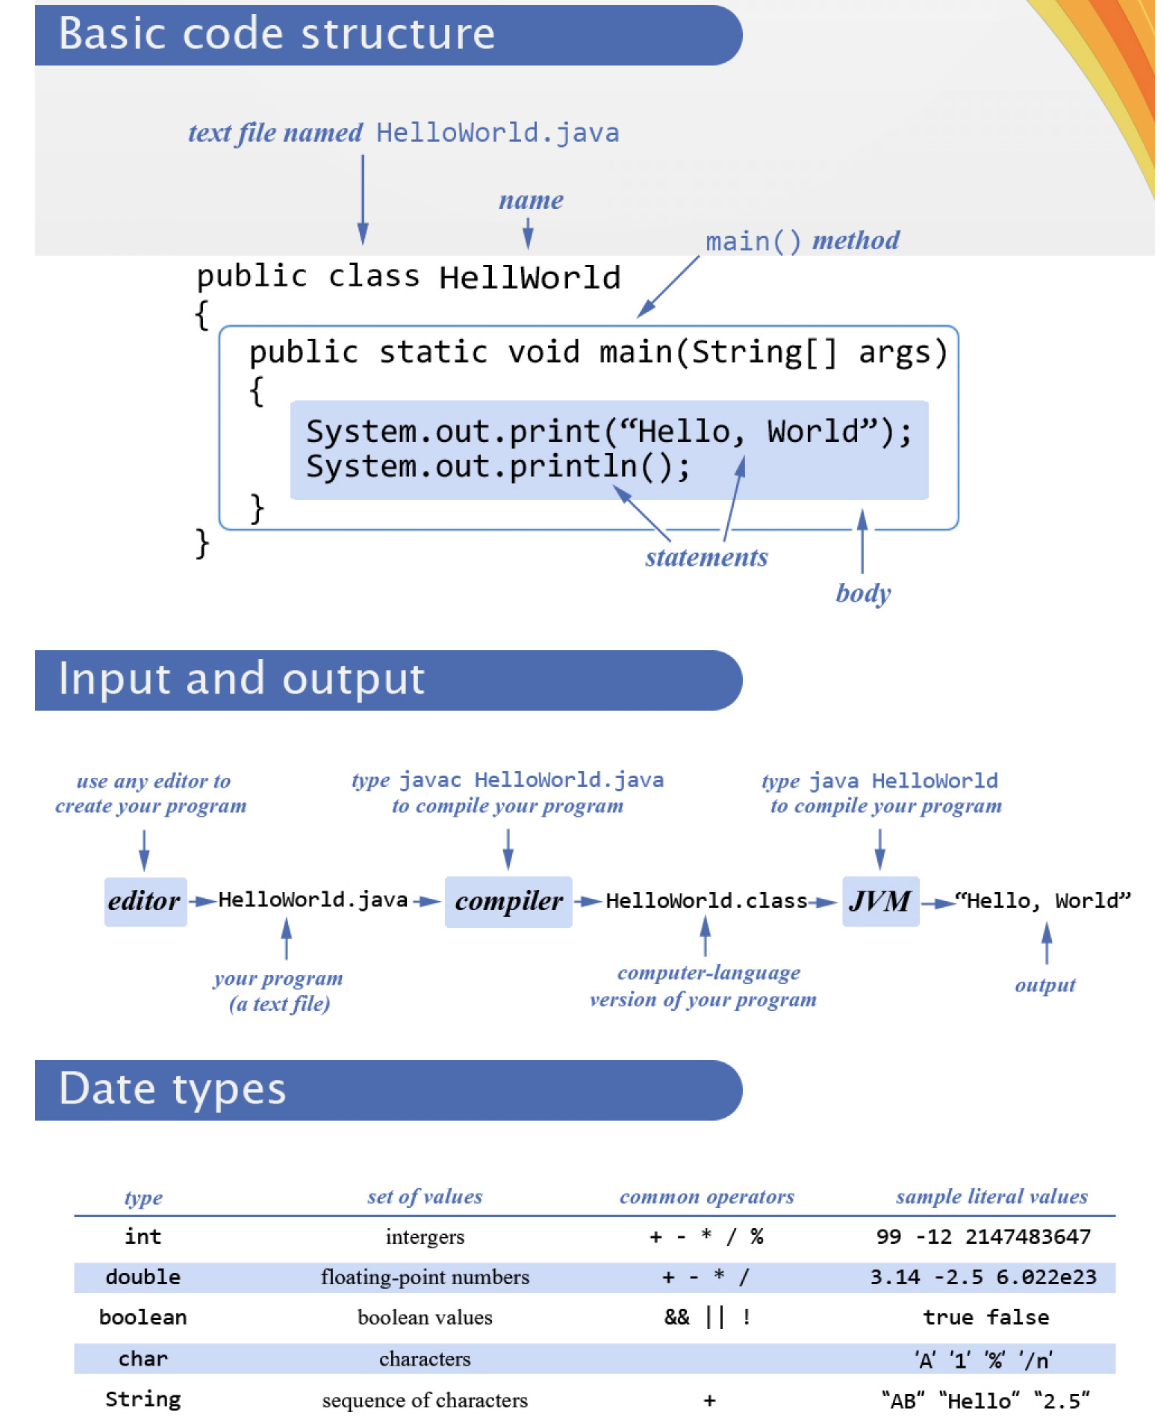 Basic code structure
text file named HelloWorld.java
name
main() method
public class HellWorld
{
public static void main(String[] args)
{
System.out.print(“Hello, World”);
System.out.println();
}
}
statements
body
Input and output
use any editor to
create your program
type javac HelloWorld.java
to compile your program
type java HelloWorld
to compile your program
editor HelloWorld.java compiler HelloWorld.class JVM “Hello, World”
your program
(a text file)
computer-language
version of your program
output
Date types
type set of values common operators sample literal values
int intergers + - * / % 99 -12 2147483647
double floating-point numbers + - * / 3.14 -2.5 6.022e23
boolean boolean values && || ! true false
char characters 'A' '1' '%' '/n'
String sequence of characters + "AB" "Hello" "2.5"